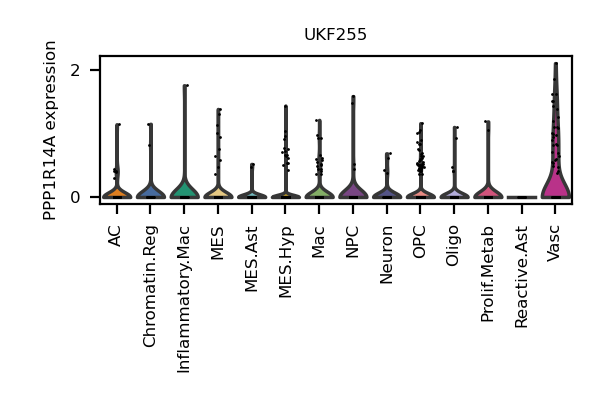 UKF255
PPP1R14A expression
2
0
AC
Chromatin.Reg
Inflammatory.Mac
MES
MES.Ast
MES.Hyp
Mac
NPC
Neuron
OPC
Oligo
Prolif.Metab
Reactive.Ast
Vasc